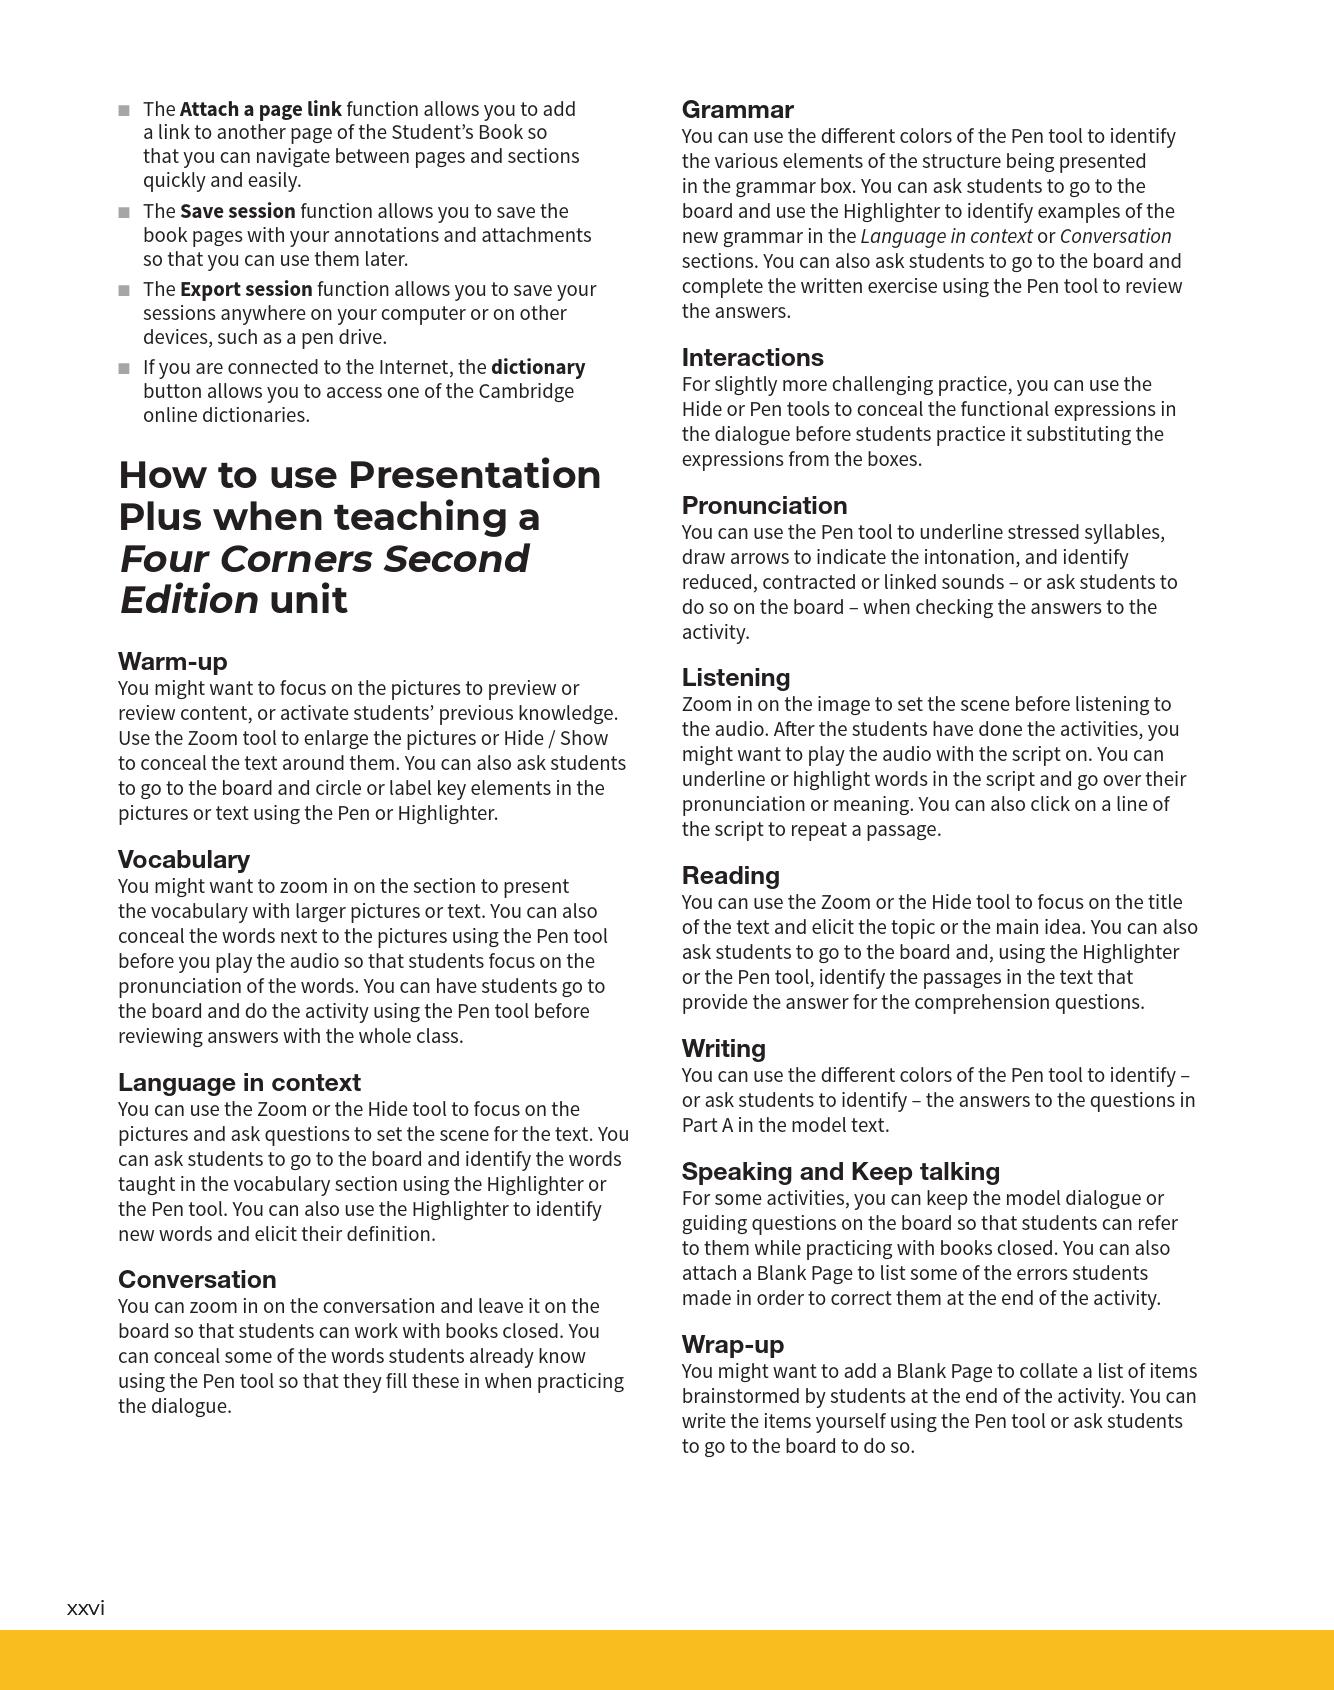 The Attach a page link function allows you to add
a link to another page of the Student’s Book so
that you can navigate between pages and sections
quickly and easily.
The Save session function allows you to save the
book pages with your annotations and attachments
so that you can use them later.
The Export session function allows you to save your
sessions anywhere on your computer or on other
devices, such as a pen drive.
If you are connected to the Internet, the dictionary
button allows you to access one of the Cambridge
online dictionaries.
How to use Presentation
Plus when teaching a
Four Corners Second
Edition unit
Warm-up
You might want to focus on the pictures to preview or
review content, or activate students’ previous knowledge.
Use the Zoom tool to enlarge the pictures or Hide / Show
to conceal the text around them. You can also ask students
to go to the board and circle or label key elements in the
pictures or text using the Pen or Highlighter.
Vocabulary
You might want to zoom in on the section to present
the vocabulary with larger pictures or text. You can also
conceal the words next to the pictures using the Pen tool
before you play the audio so that students focus on the
pronunciation of the words. You can have students go to
the board and do the activity using the Pen tool before
reviewing answers with the whole class.
Language in context
You can use the Zoom or the Hide tool to focus on the
pictures and ask questions to set the scene for the text. You
can ask students to go to the board and identify the words
taught in the vocabulary section using the Highlighter or
the Pen tool. You can also use the Highlighter to identify
new words and elicit their definition.
Conversation
You can zoom in on the conversation and leave it on the
board so that students can work with books closed. You
can conceal some of the words students already know
using the Pen tool so that they fill these in when practicing
the dialogue.
Grammar
You can use the different colors of the Pen tool to identify
the various elements of the structure being presented
in the grammar box. You can ask students to go to the
board and use the Highlighter to identify examples of the
new grammar in the Language in context or Conversation
sections. You can also ask students to go to the board and
complete the written exercise using the Pen tool to review
the answers.
Interactions
For slightly more challenging practice, you can use the
Hide or Pen tools to conceal the functional expressions in
the dialogue before students practice it substituting the
expressions from the boxes.
Pronunciation
You can use the Pen tool to underline stressed syllables,
draw arrows to indicate the intonation, and identify
reduced, contracted or linked sounds – or ask students to
do so on the board – when checking the answers to the
activity.
Listening
Zoom in on the image to set the scene before listening to
the audio. After the students have done the activities, you
might want to play the audio with the script on. You can
underline or highlight words in the script and go over their
pronunciation or meaning. You can also click on a line of
the script to repeat a passage.
Reading
You can use the Zoom or the Hide tool to focus on the title
of the text and elicit the topic or the main idea. You can also
ask students to go to the board and, using the Highlighter
or the Pen tool, identify the passages in the text that
provide the answer for the comprehension questions.
Writing
You can use the different colors of the Pen tool to identify –
or ask students to identify – the answers to the questions in
Part A in the model text.
Speaking and Keep talking
For some activities, you can keep the model dialogue or
guiding questions on the board so that students can refer
to them while practicing with books closed. You can also
attach a Blank Page to list some of the errors students
made in order to correct them at the end of the activity.
Wrap-up
You might want to add a Blank Page to collate a list of items
brainstormed by students at the end of the activity. You can
write the items yourself using the Pen tool or ask students
to go to the board to do so.
xxvi